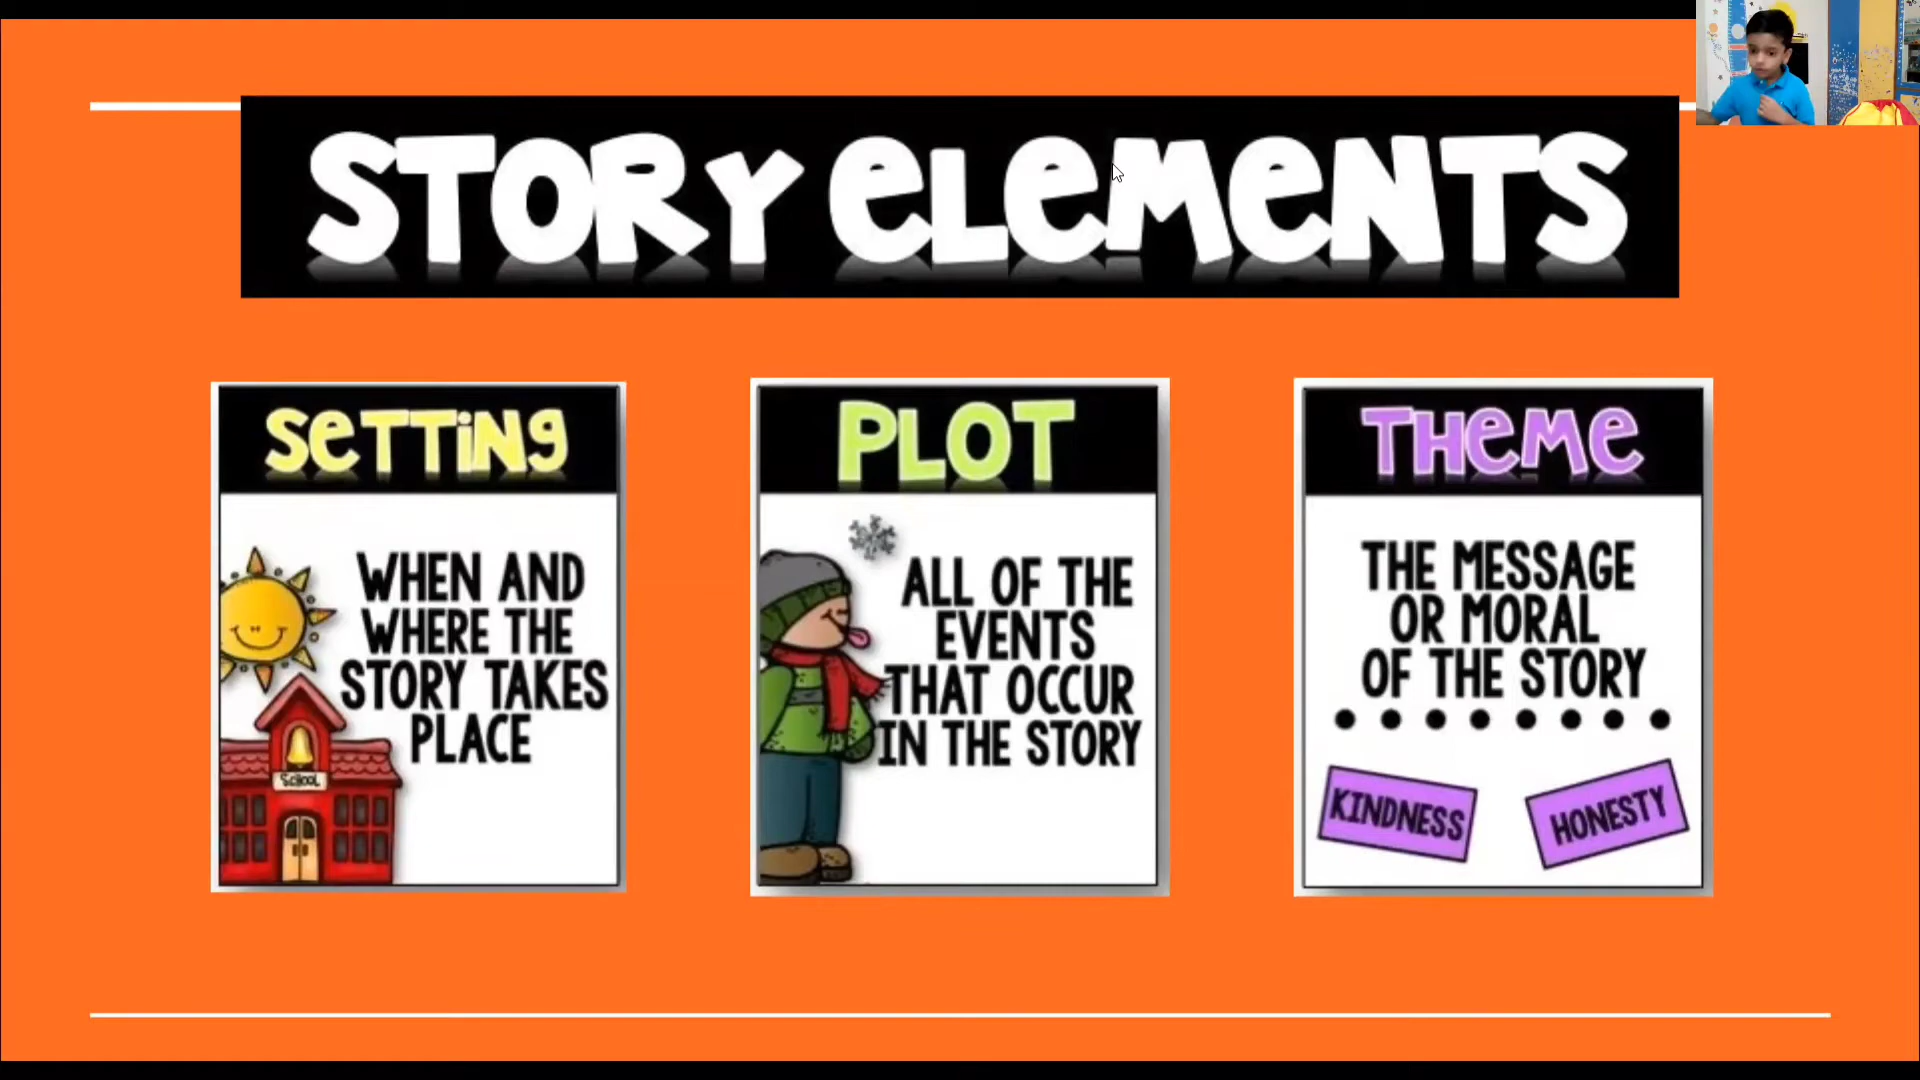 STORY ELEMENTS
SETTING
WHEN AND
WHERE THE
STORY TAKES
PLACE
SCHOOL
PLOT
ALL OF THE
EVENTS
THAT OCCUR
IN THE STORY
THEME
THE MESSAGE
OR MORAL
OF THE STORY
KINDNESS
HONESTY